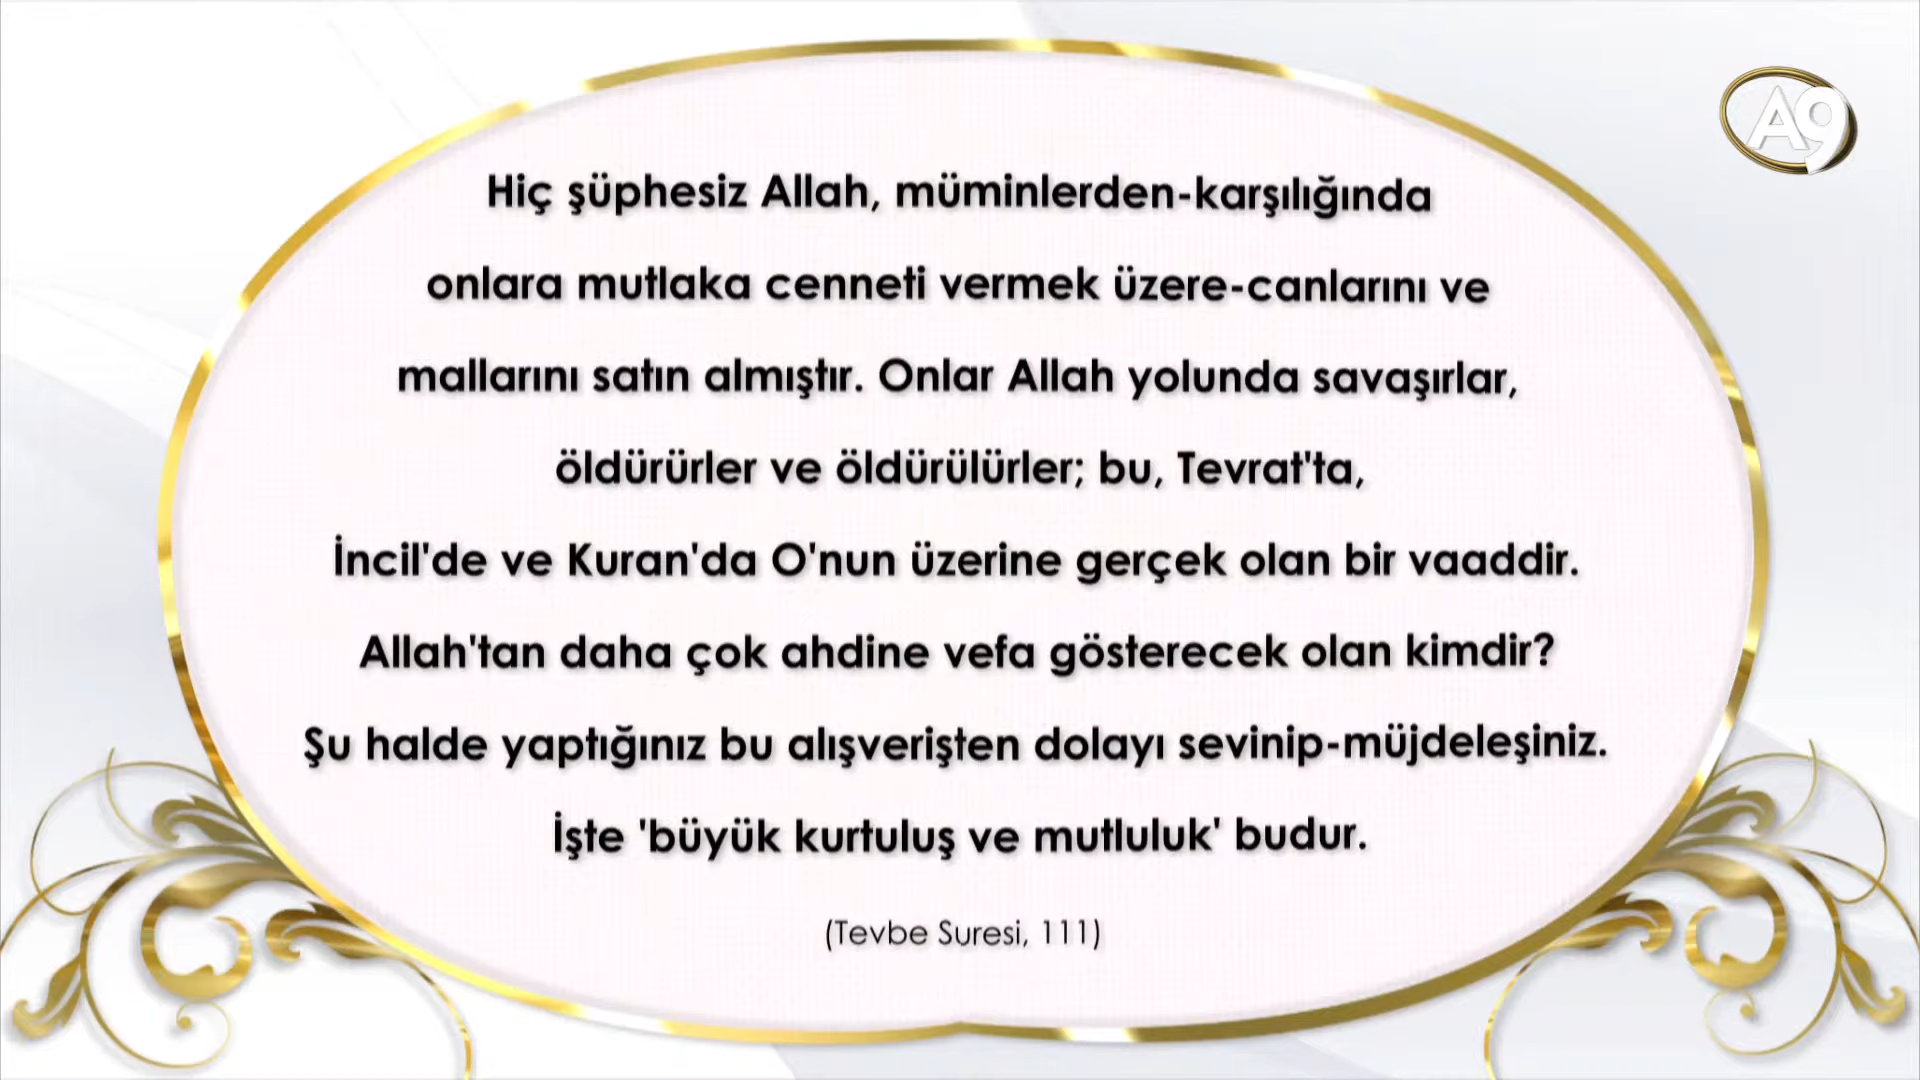 A9
Hiç şüphesiz Allah, müminlerden-karşılığında
onlara mutlaka cenneti vermek üzere-canlarını ve
mallarını satın almıştır. Onlar Allah yolunda savaşırlar,
öldürürler ve öldürülürler; bu, Tevrat'ta,
İncil'de ve Kuran'da O'nun üzerine gerçek olan bir vaaddir.
Allah'tan daha çok ahdine vefa gösterecek olan kimdir?
Şu halde yaptığınız bu alışverişten dolayı sevinip-müjdeleşiniz.
İşte 'büyük kurtuluş ve mutluluk' budur.
(Tevbe Suresi, 111)